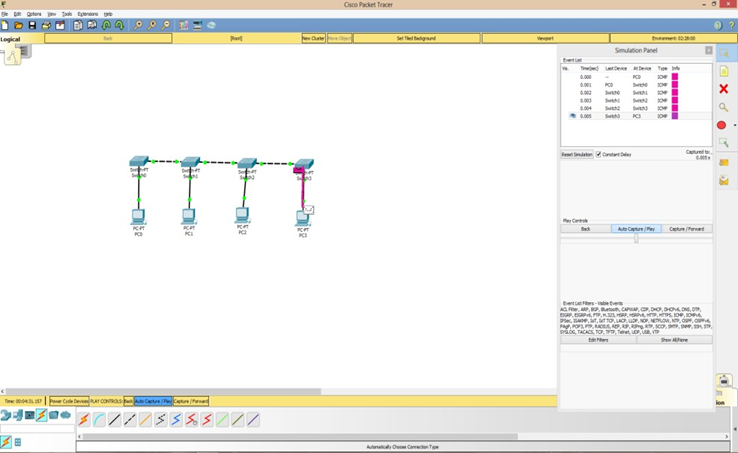 Cisco Packet Tracer
File Edit Options View Tools Extensions Help
Logical Back [Root] New Cluster Move Object Set Tiled Background Viewport Environment: 02:28:00
Simulation Panel
Event List
Vis. Time(sec) Last Device At Device Type Info
0.000 -- PC0 ICMP
0.001 PC0 Switch0 ICMP
0.002 Switch0 Switch1 ICMP
0.003 Switch1 Switch2 ICMP
0.004 Switch2 Switch3 ICMP
0.005 Switch3 PC3 ICMP
Reset Simulation Constant Delay Captured to:
0.005 s
Switch-PT Switch-PT Switch-PT Switch-PT
Switch0 Switch1 Switch2 Switch3
PC-PT PC-PT PC-PT PC-PT
PC0 PC1 PC2 PC3
Play Controls
Back Auto Capture / Play Capture / Forward
Event List Filters - Visible Events
ACL Filter, ARP, BGP, Bluetooth, CAPWAP, CDP, DHCP, DHCPv6, DNS, DTP,
EIGRP, EIGRPv6, FTP, H.323, HSRP, HSRPv6, HTTP, HTTPS, ICMP, ICMPv6,
IPSec, ISAKMP, IoT, IoT TCP, LACP, LLDP, NDP, NETFLOW, NTP, OSPF, OSPFv6,
PAgP, POP3, PTP, RADIUS, REP, RIP, RIPng, RTP, SCCP, SMTP, SNMP, SSH, STP,
SYSLOG, TACACS, TCP, TFTP, Telnet, UDP, USB, VTP
Edit Filters Show All/None
Time: 00:04:31.157 Power Cycle Devices PLAY CONTROLS: Back Auto Capture / Play Capture / Forward
Automatically Choose Connection Type